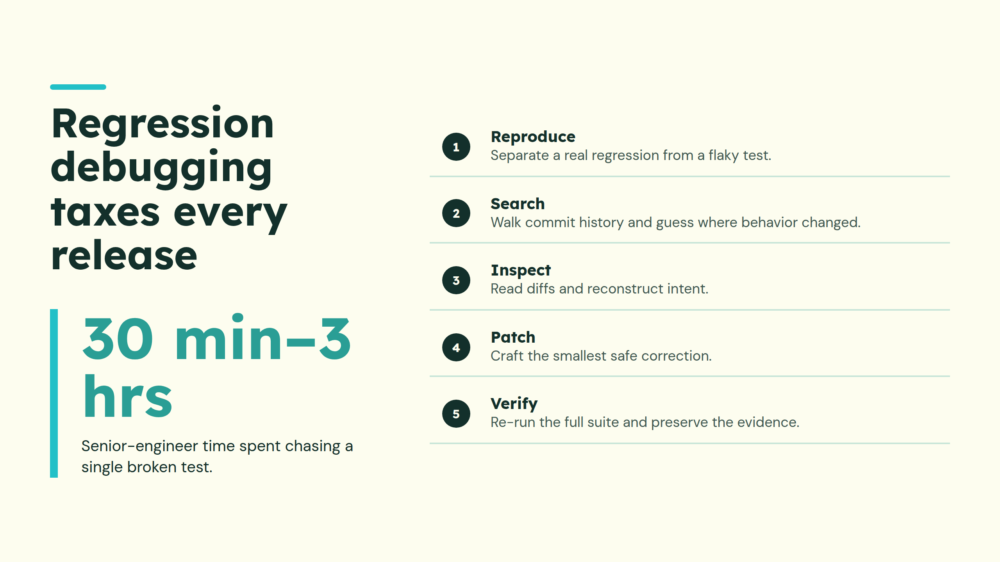 Regression
debugging
taxes every
release
30 min–3
hrs
Senior-engineer time spent chasing a
single broken test.
1
Reproduce
Separate a real regression from a flaky test.
2
Search
Walk commit history and guess where behavior changed.
3
Inspect
Read diffs and reconstruct intent.
4
Patch
Craft the smallest safe correction.
5
Verify
Re-run the full suite and preserve the evidence.